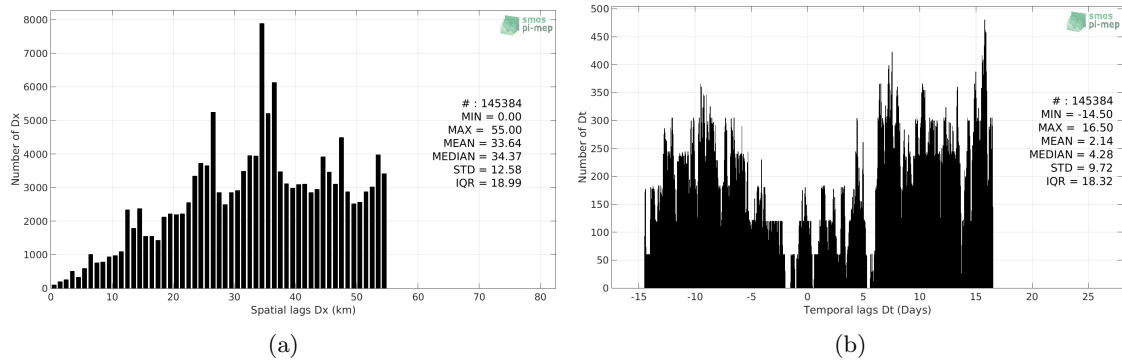 8000
7000
6000
5000
4000
3000
2000
1000
0
Number of Dx
0 10 20 30 40 50 60 70 80
Spatial lags Dx (km)
smos
pi-mep
# : 145384
MIN = 0.00
MAX = 55.00
MEAN = 33.64
MEDIAN = 34.37
STD = 12.58
IQR = 18.99
(a)
500
450
400
350
300
250
200
150
100
50
0
Number of Dt
-15 -10 -5 0 5 10 15 20 25
Temporal lags Dt (Days)
smos
pi-mep
# : 145384
MIN = -14.50
MAX = 16.50
MEAN = 2.14
MEDIAN = 4.28
STD = 9.72
IQR = 18.32
(b)